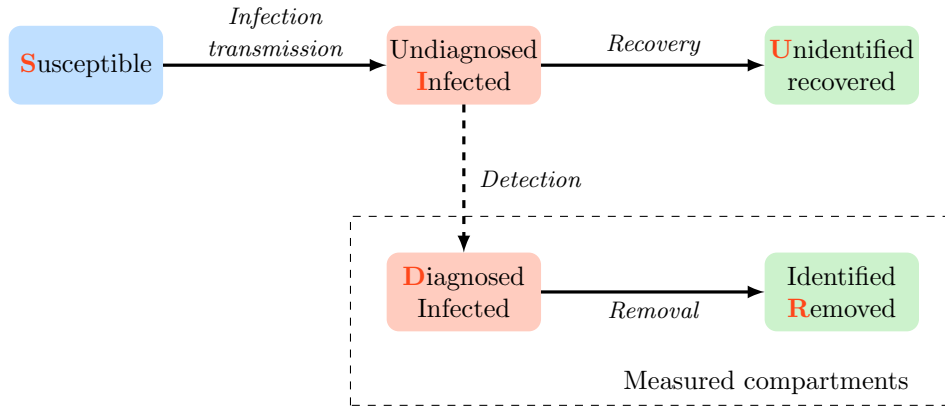 Infection
transmission
Susceptible
Undiagnosed
Infected
Recovery
Unidentified
recovered
Detection
Diagnosed
Infected
Removal
Identified
Removed
Measured compartments